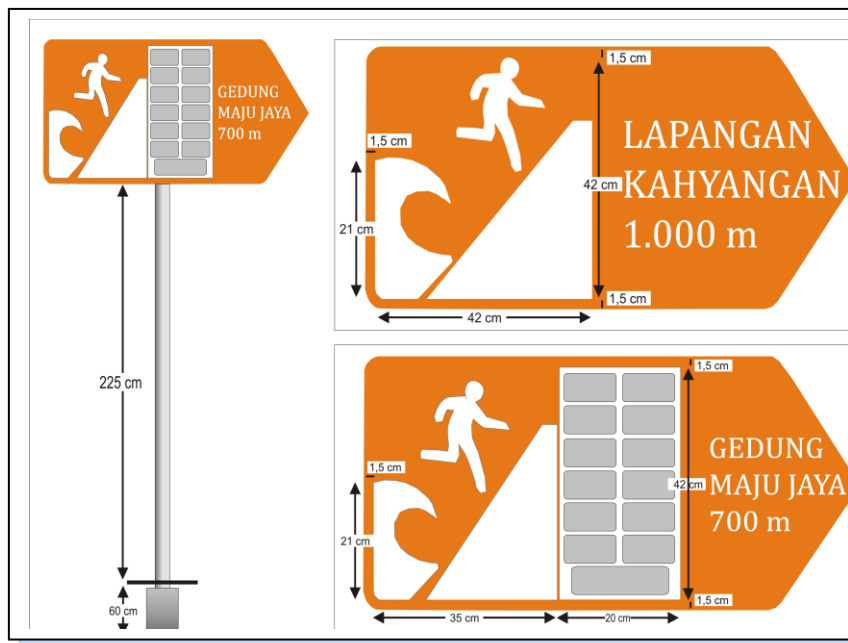 GEDUNG
MAJU JAYA
700 m
225 cm
60 cm
1,5 cm
LAPANGAN
KAHYANGAN
1.000 m
1,5 cm
42 cm
21 cm
1,5 cm
42 cm
1,5 cm
GEDUNG
MAJU JAYA
700 m
1,5 cm
42 cm
21 cm
1,5 cm
35 cm
20 cm